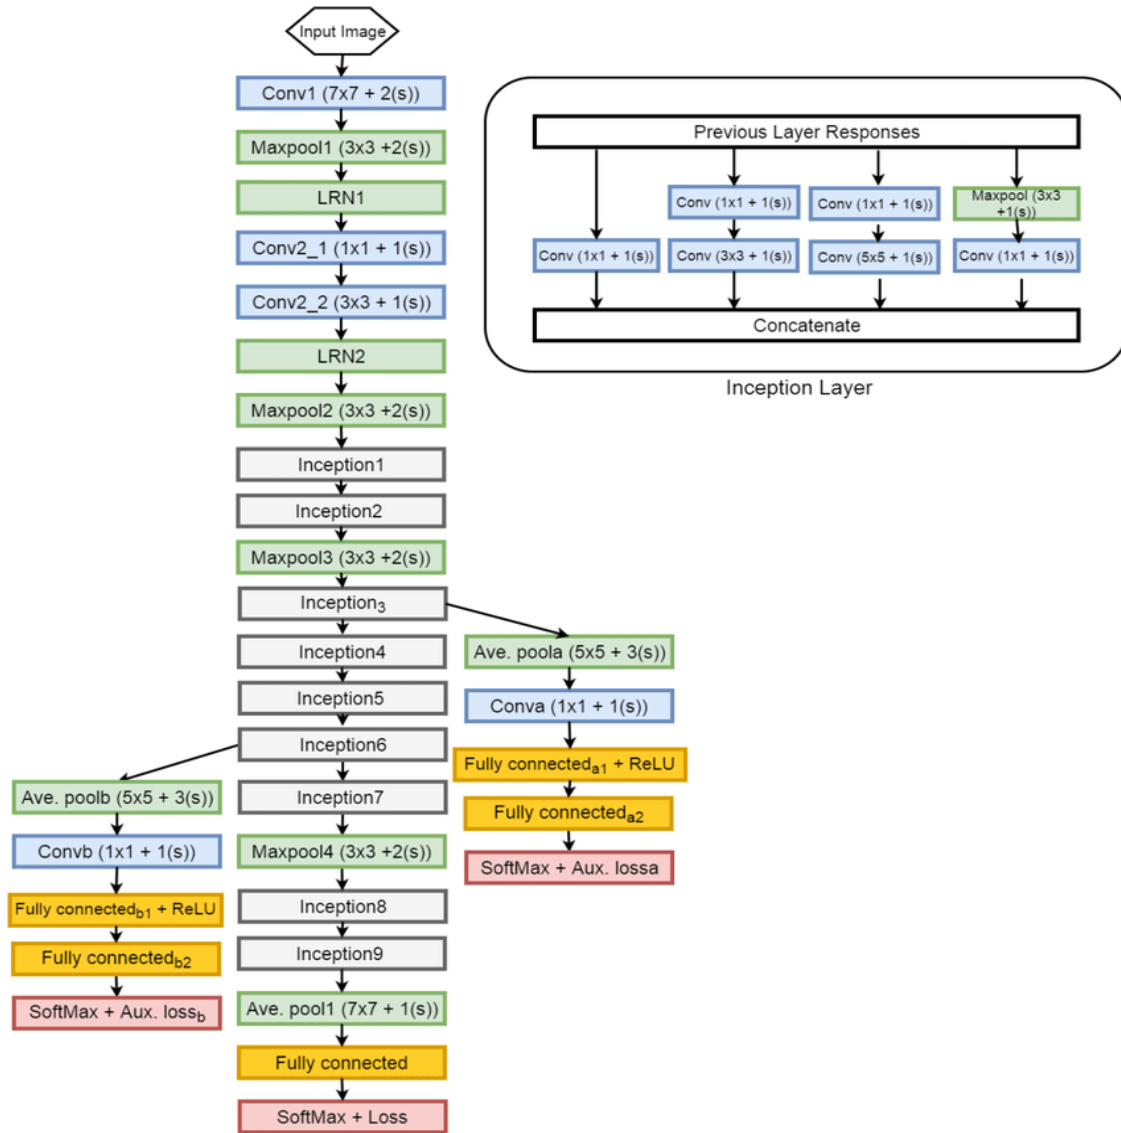 Input Image
Conv1 (7x7 + 2(s))
Maxpool1 (3x3 +2(s))
LRN1
Conv2_1 (1x1 + 1(s))
Conv2_2 (3x3 + 1(s))
LRN2
Maxpool2 (3x3 +2(s))
Inception1
Inception2
Maxpool3 (3x3 +2(s))
Inception3
Inception4
Inception5
Inception6
Inception7
Maxpool4 (3x3 +2(s))
Inception8
Inception9
Ave. pool1 (7x7 + 1(s))
Fully connected
SoftMax + Loss
Ave. poolb (5x5 + 3(s))
Convb (1x1 + 1(s))
Fully connectedb1 + ReLU
Fully connectedb2
SoftMax + Aux. lossb
Ave. poola (5x5 + 3(s))
Conva (1x1 + 1(s))
Fully connecteda1 + ReLU
Fully connecteda2
SoftMax + Aux. lossa
Previous Layer Responses
Conv (1x1 + 1(s))
Conv (1x1 + 1(s))
Maxpool (3x3
+1(s))
Conv (1x1 + 1(s))
Conv (3x3 + 1(s))
Conv (5x5 + 1(s))
Conv (1x1 + 1(s))
Concatenate
Inception Layer